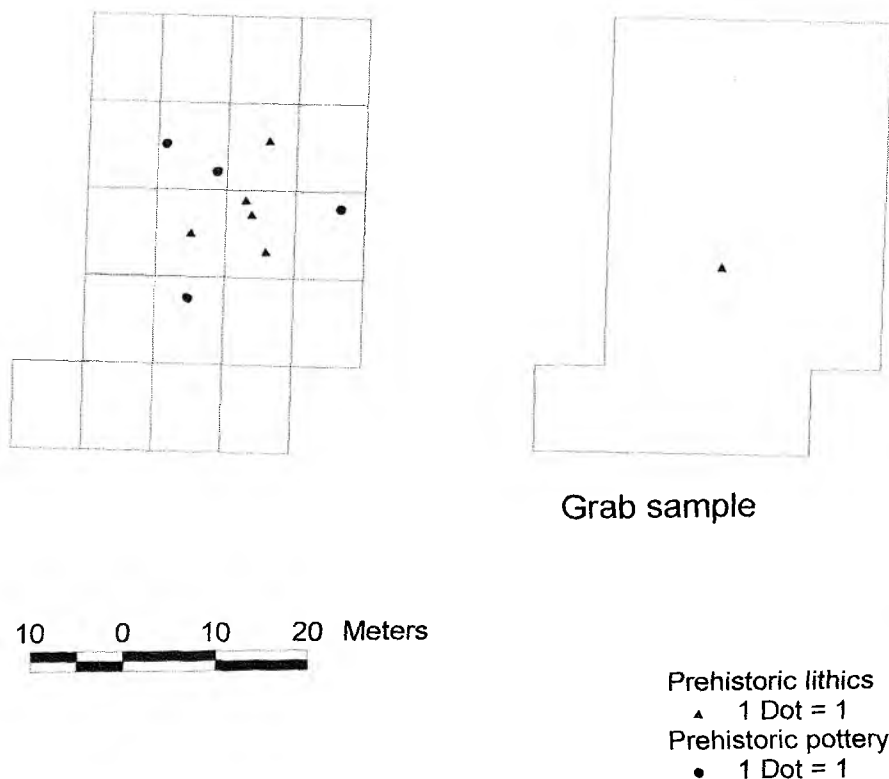 Grab sample
10 0 10 20 Meters
Prehistoric lithics
▲ 1 Dot = 1
Prehistoric pottery
● 1 Dot = 1